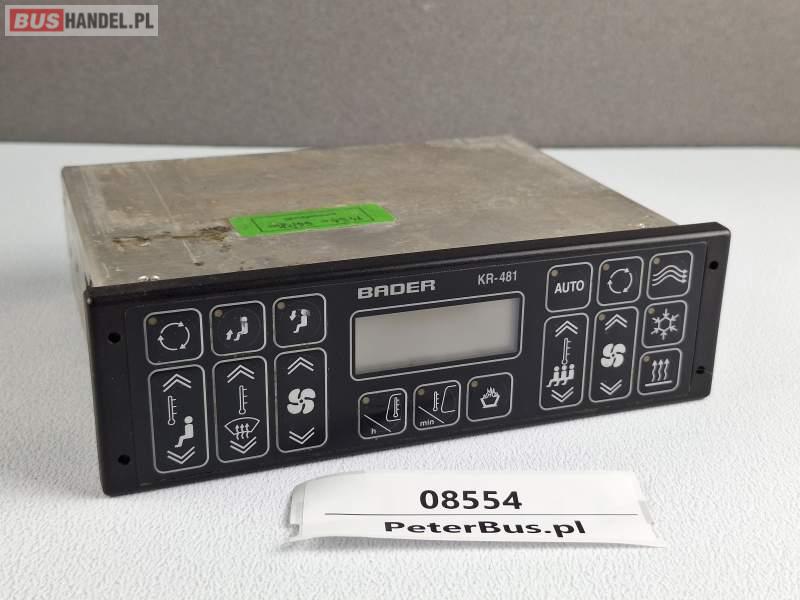 BUSHANDEL.PL
BADER
KR-481
AUTO
h
min
08554
PeterBus.pl